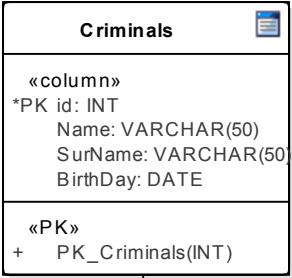 Criminals
«column»
*PK id: INT
Name: VARCHAR(50)
SurName: VARCHAR(50)
BirthDay: DATE
«PK»
+ PK_Criminals(INT)